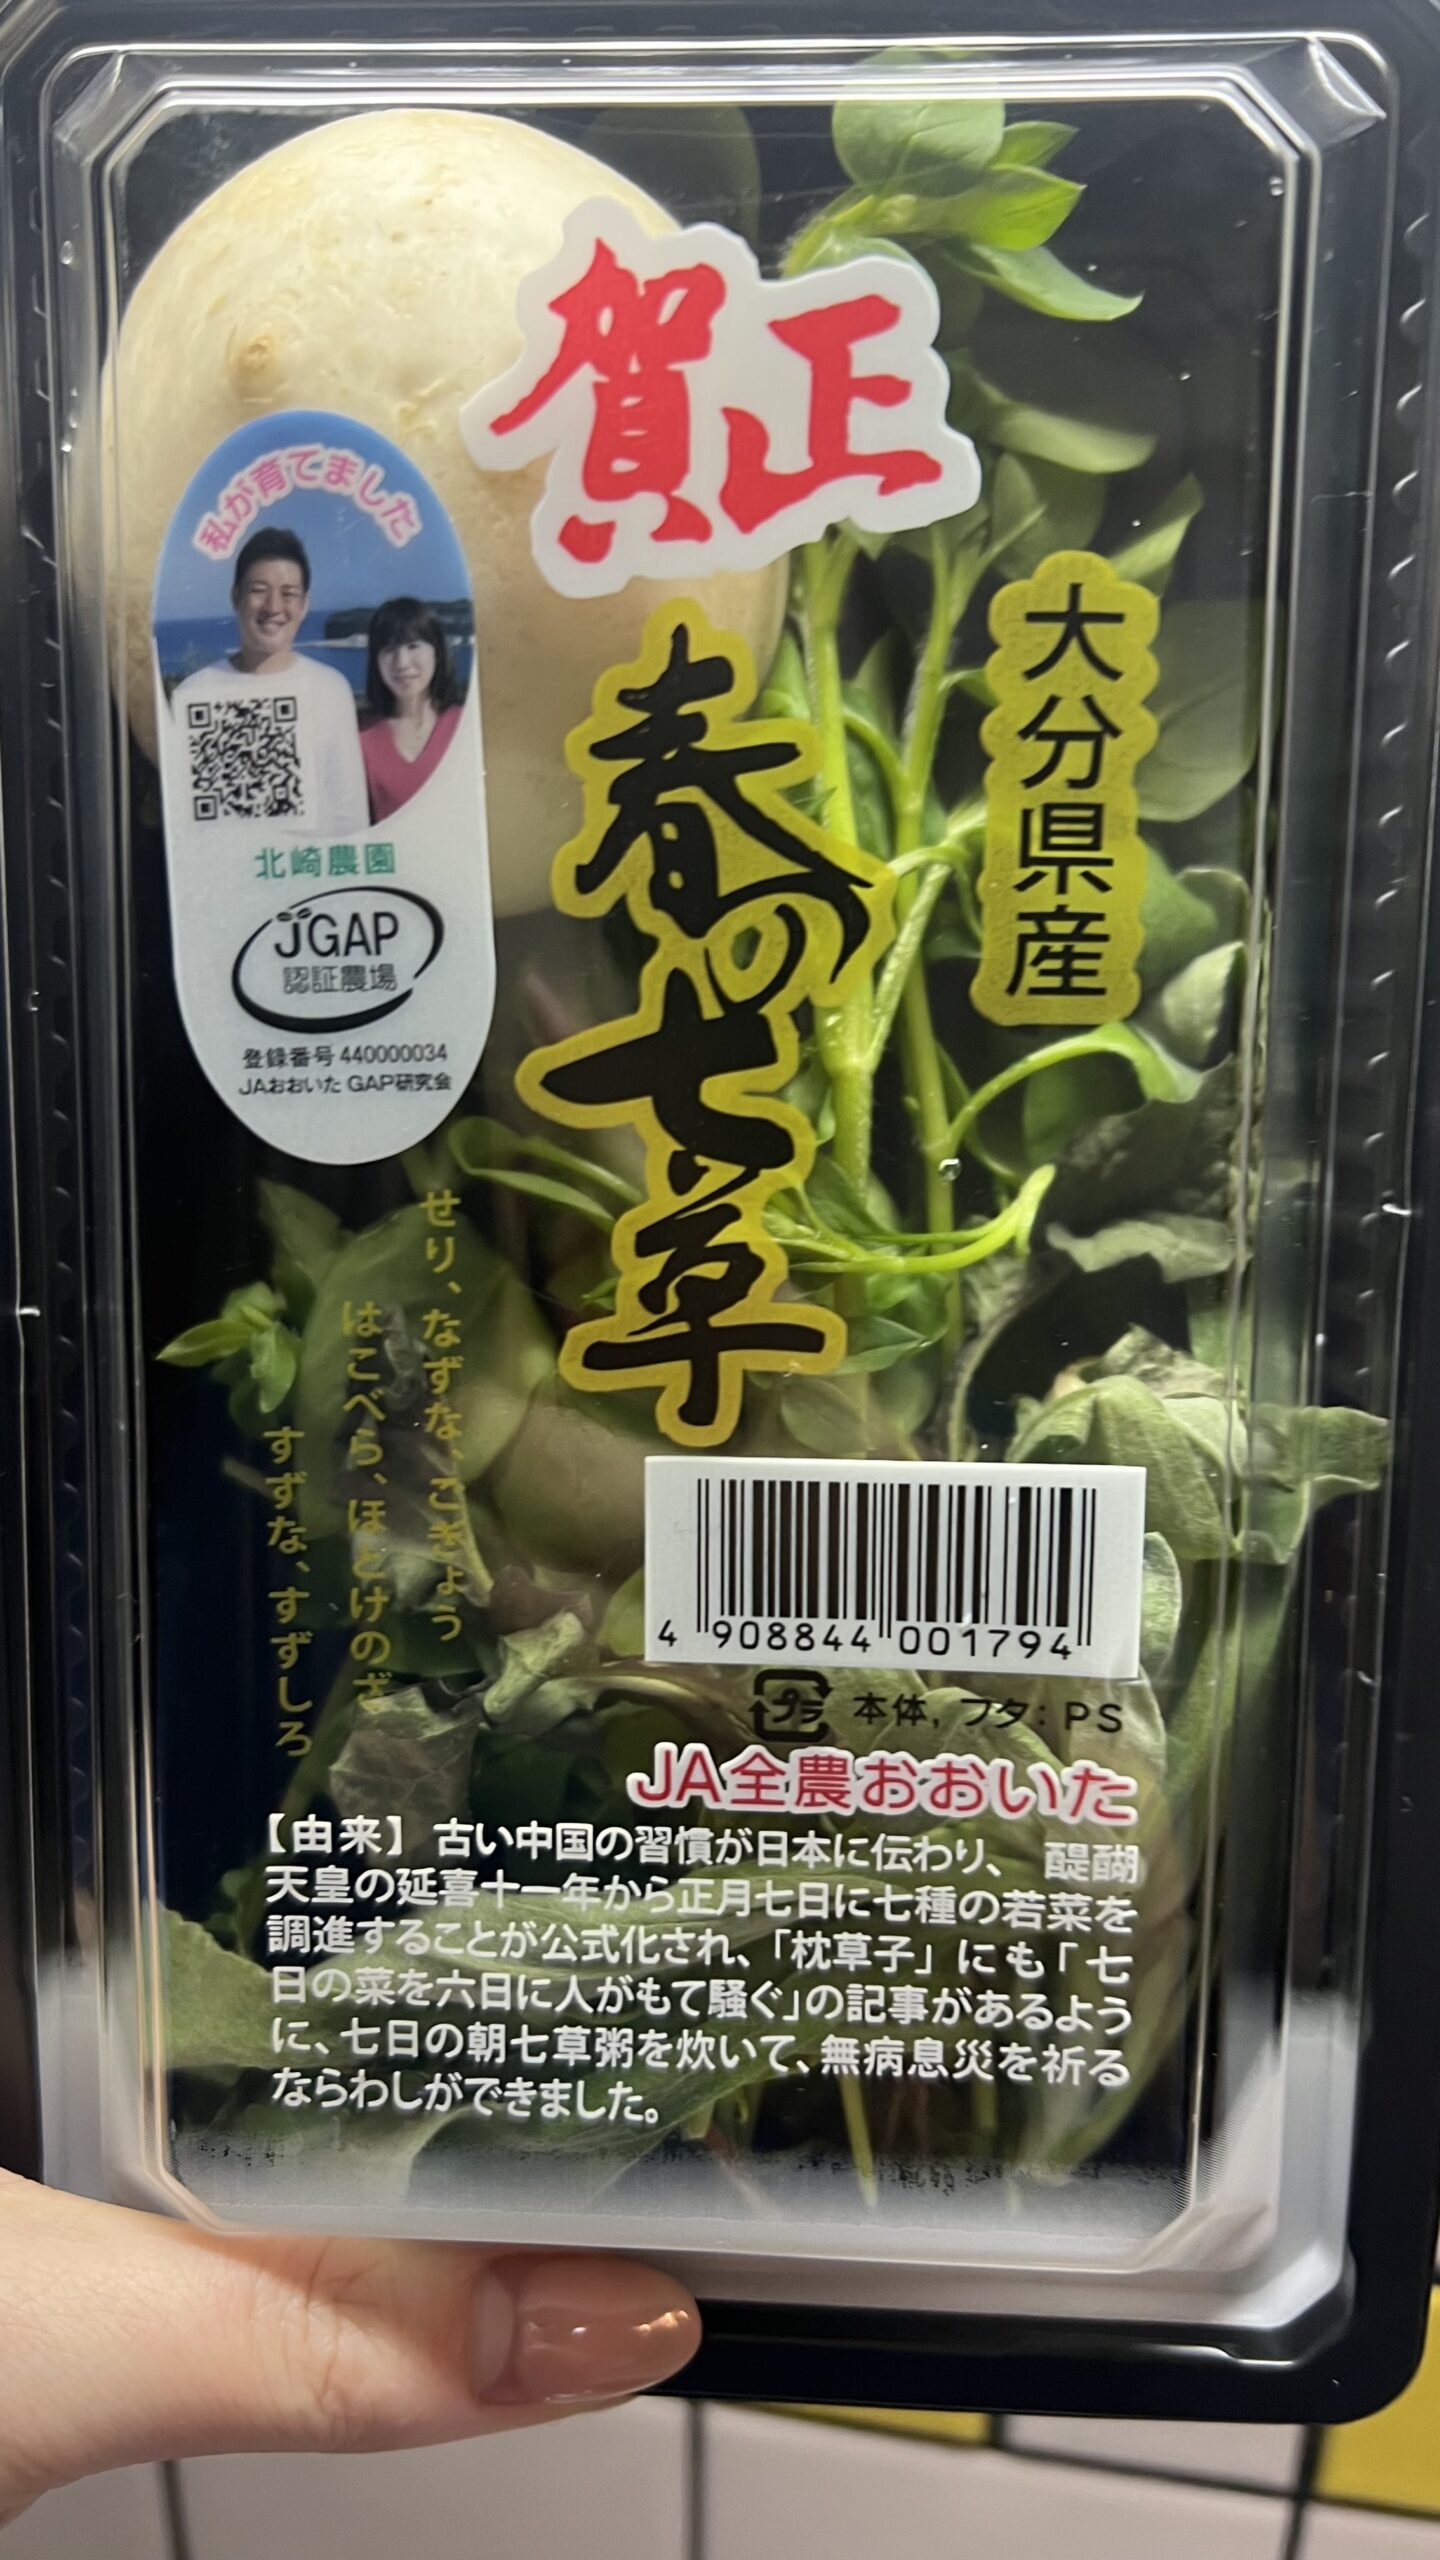 賀正
大分県産
春の七草
私が育てました
北崎農園
JGAP
認証農場
登録番号 440000034
JAおおいた GAP研究会
せり、なずな、ごぎょう
はこべら、ほとけのざ
すずな、すずしろ
4 908844 001794
プラ 本体, フタ: PS
JA全農おおいた
【由来】 古い中国の習慣が日本に伝わり、 醍醐
天皇の延喜十一年から正月七日に七種の若菜を
調進することが公式化され、「枕草子」 にも「 七
日の菜を六日に人がもて騒ぐ」の記事があるよう
に、七日の朝七草粥を炊いて、無病息災を祈る
ならわしができました。